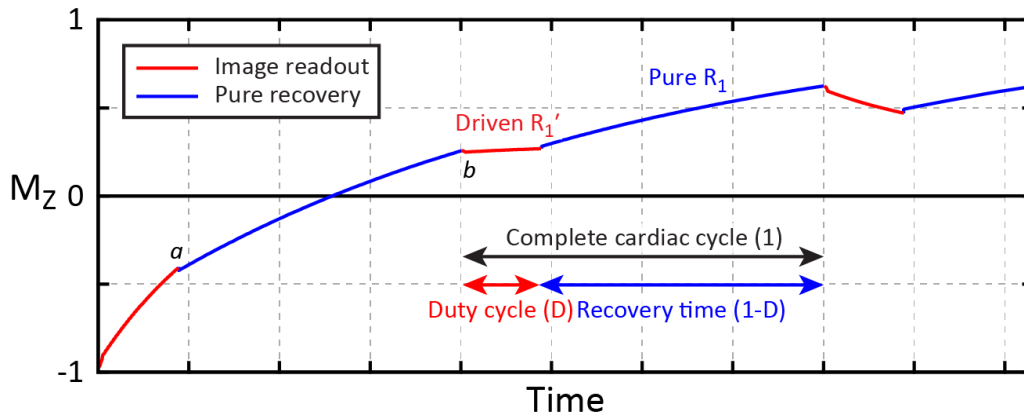 1
Image readout
Pure recovery
Pure R₁
Driven R₁′
b
M_Z 0
a
Complete cardiac cycle (1)
Duty cycle (D) Recovery time (1-D)
-1
Time